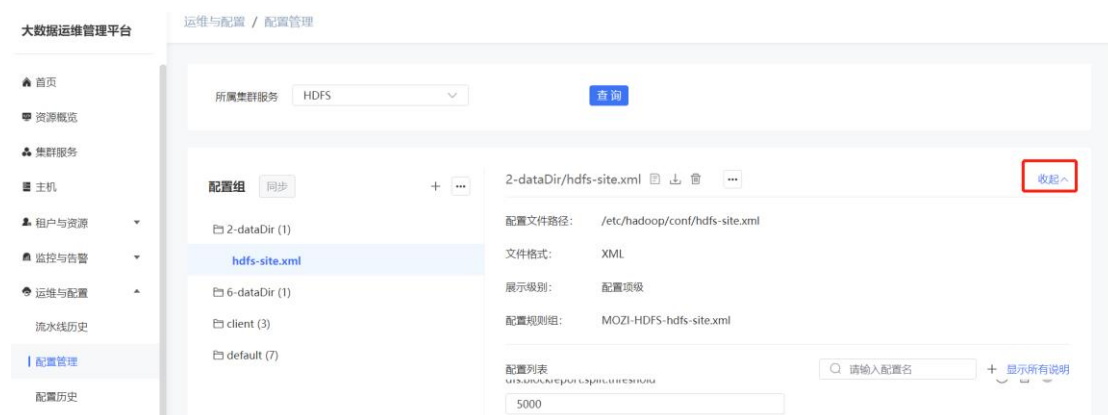 大数据运维管理平台
运维与配置 / 配置管理
首页
资源概览
集群服务
主机
租户与资源
监控与告警
运维与配置
流水线历史
配置管理
配置历史
所属集群服务 HDFS 查询
配置组 同步
2-dataDir (1)
hdfs-site.xml
6-dataDir (1)
client (3)
default (7)
2-dataDir/hdfs-site.xml 收起
配置文件路径: /etc/hadoop/conf/hdfs-site.xml
文件格式: XML
展示级别: 配置项级
配置规则组: MOZI-HDFS-hdfs-site.xml
配置列表 请输入配置名 显示所有说明
dfs.blockreport.split.threshold
5000